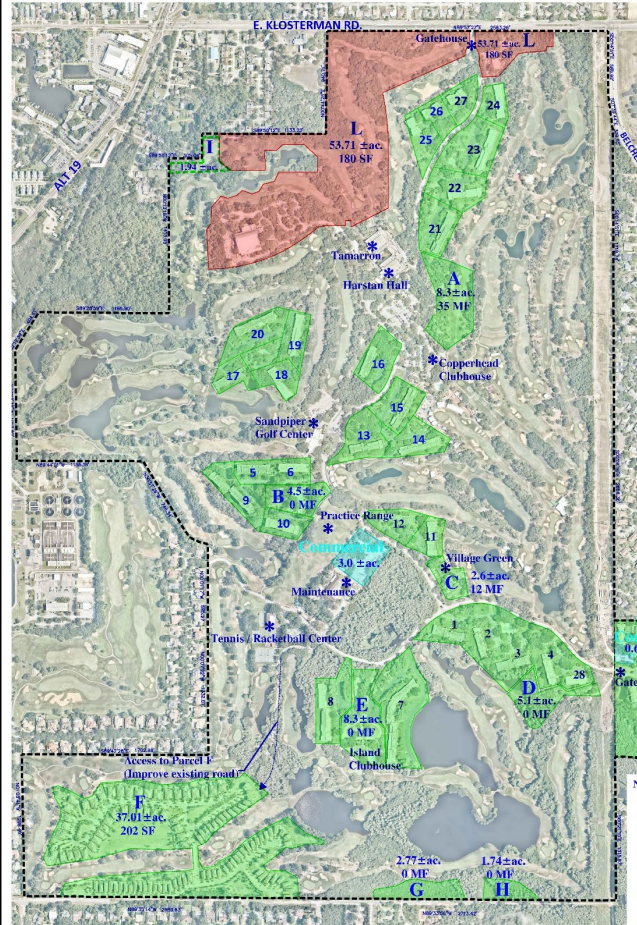 E. KLOSTERMAN RD.
Gatehouse
L
53.71 ±ac.
180 SF
L
53.71 ±ac.
180 SF
I
1.94 ±ac.
ALT 19
27
26
25
24
23
22
21
Tamarron
Harstan Hall
A
8.3±ac.
35 MF
20
19
17
18
16
Copperhead
Clubhouse
15
Sandpiper
Golf Center
13
14
5
6
B
4.5±ac.
0 MF
9
10
Practice Range
12
11
Commercial
3.0 ±ac.
Village Green
C
2.6±ac.
12 MF
Maintenance
Tennis / Racketball Center
1
2
3
4
28
D
5.1±ac.
0 MF
E
8.3±ac.
0 MF
8
7
Island
Clubhouse
Access to Parcel F
(Improve existing road)
F
37.01±ac.
202 SF
2.77±ac.
0 MF
G
1.74±ac.
0 MF
H